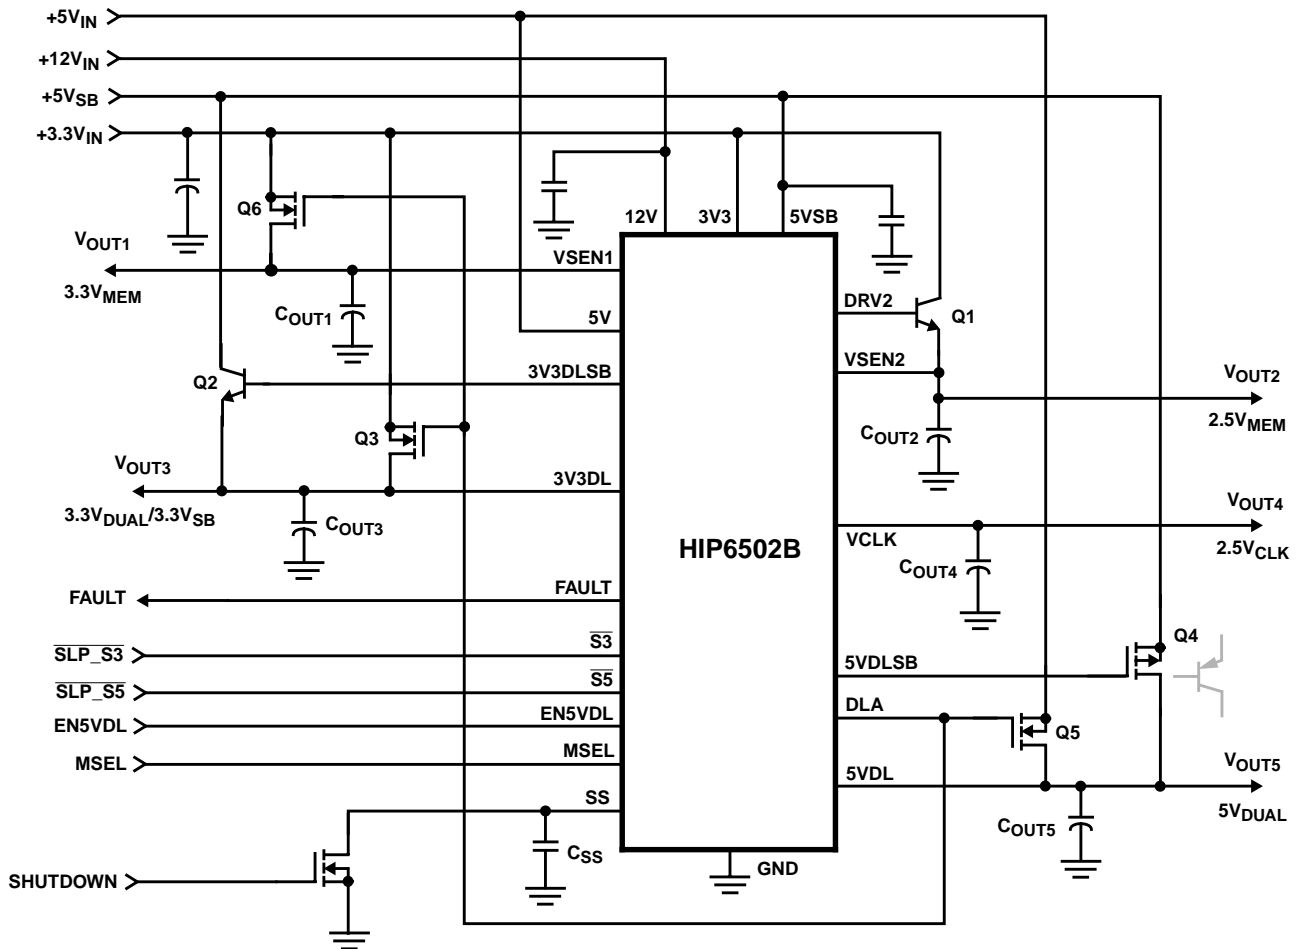 +5VIN
+12VIN
+5VSB
+3.3VIN
Q6
12V
3V3
5VSB
VOUT1
3.3VMEM
VSEN1
COUT1
5V
DRV2
Q1
Q2
3V3DLSB
VSEN2
VOUT2
2.5VMEM
COUT2
Q3
VOUT3
3.3VDUAL/3.3VSB
3V3DL
COUT3
HIP6502B
VCLK
VOUT4
2.5VCLK
COUT4
FAULT
FAULT
SLP_S3
S3
SLP_S5
S5
EN5VDL
EN5VDL
MSEL
MSEL
SS
CSS
SHUTDOWN
GND
5VDLSB
Q4
DLA
Q5
5VDL
VOUT5
5VDUAL
COUT5